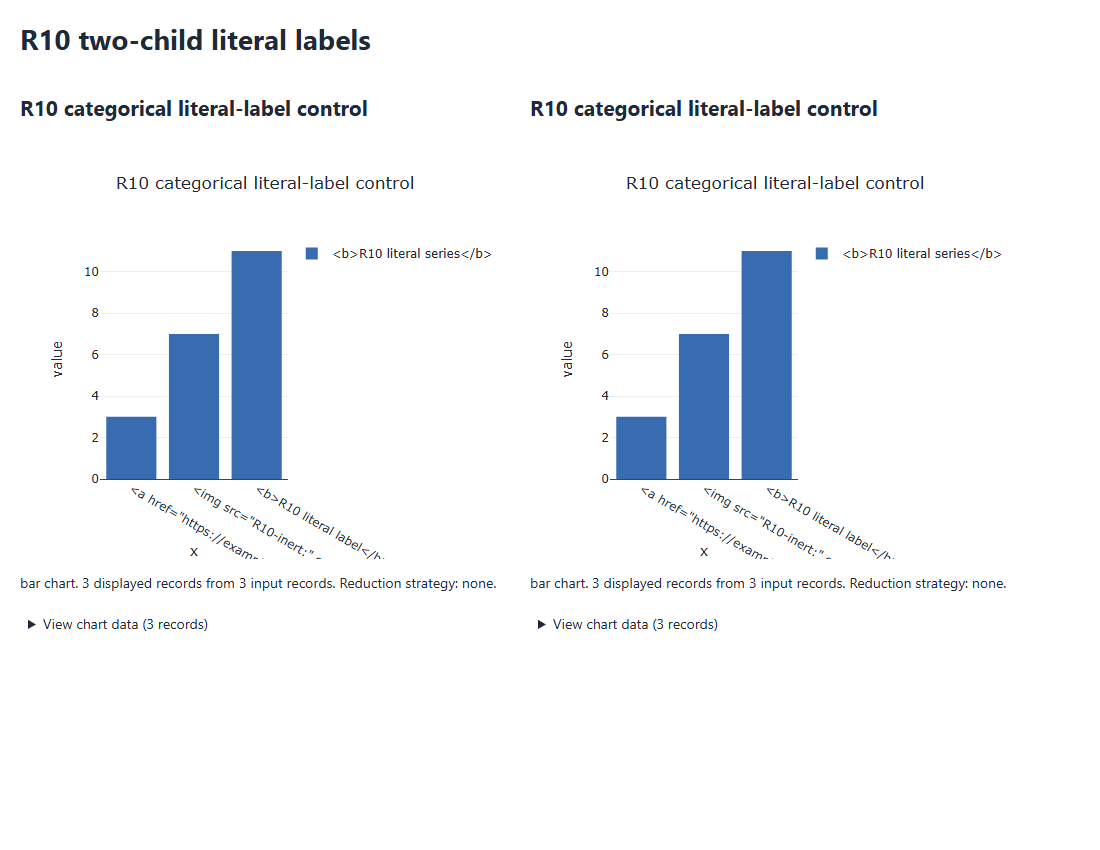 R10 two-child literal labels
R10 categorical literal-label control
R10 categorical literal-label control
10
8
6
4
2
0
value
<b>R10 literal series</b>
<a href="https://examp
<img src="R10-inert:"
<b>R10 literal label</b
x
bar chart. 3 displayed records from 3 input records. Reduction strategy: none.
▶ View chart data (3 records)
R10 categorical literal-label control
R10 categorical literal-label control
10
8
6
4
2
0
value
<b>R10 literal series</b>
<a href="https://examp
<img src="R10-inert:"
<b>R10 literal label</b
x
bar chart. 3 displayed records from 3 input records. Reduction strategy: none.
▶ View chart data (3 records)